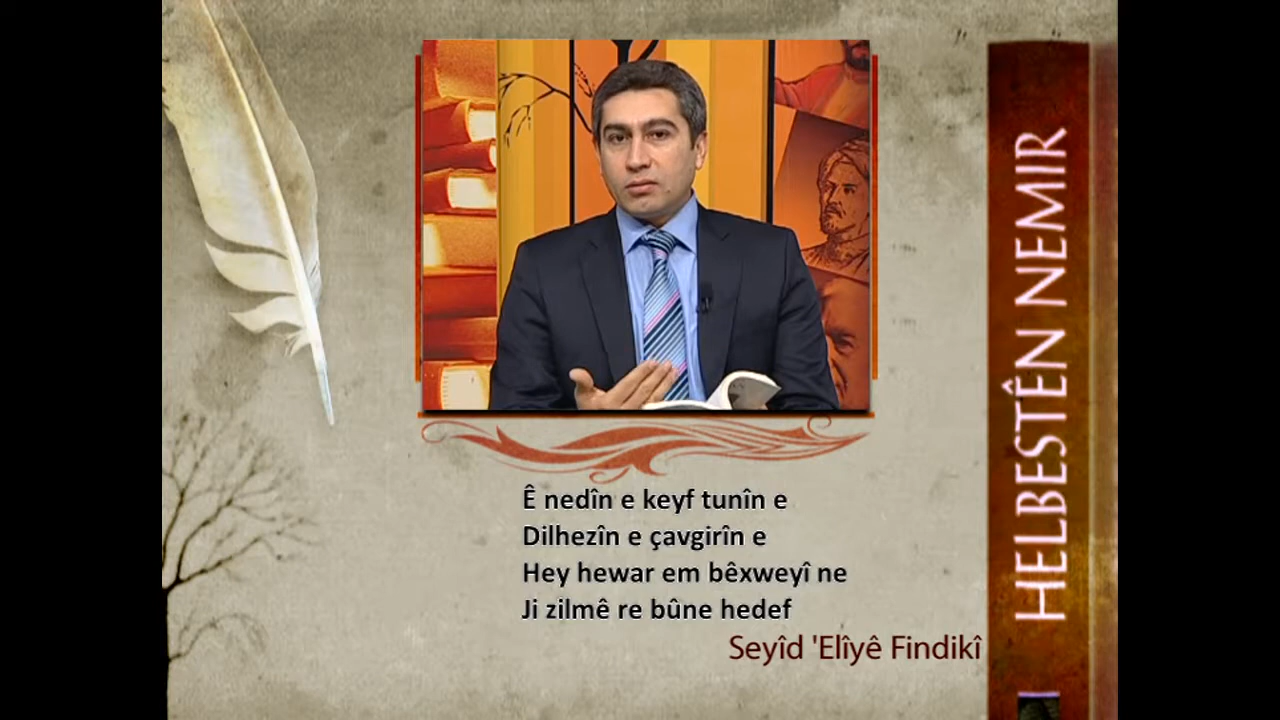 Ê nedîn e keyf tunîn e
Dilhezîn e çavgirîn e
Hey hewar em bêxweyî ne
Ji zilmê re bûne hedef
Seyîd 'Elîyê Findikî
HELBESTÊN NEMIR